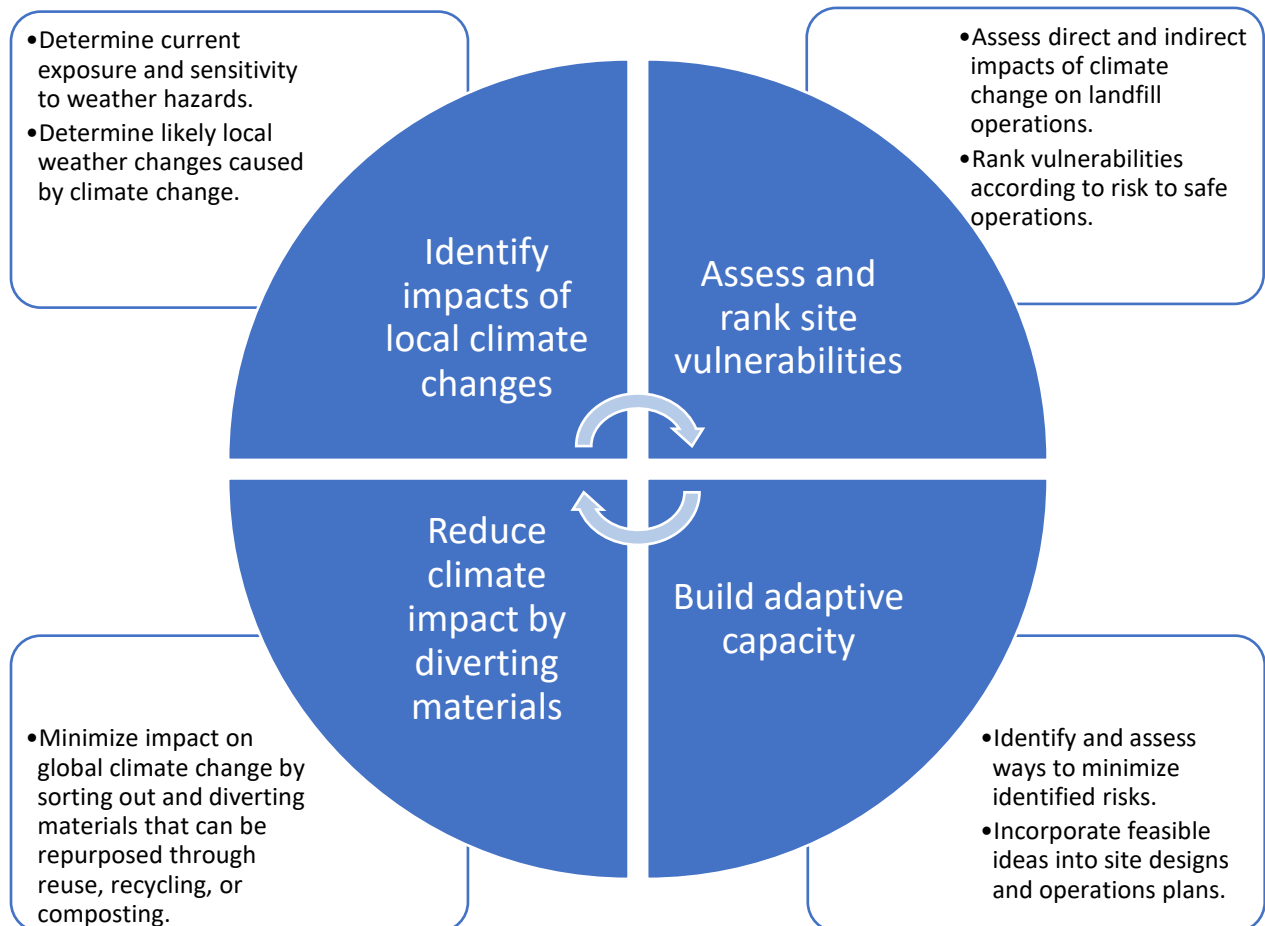 •Determine current
exposure and sensitivity
to weather hazards.
•Determine likely local
weather changes caused
by climate change.
•Assess direct and indirect
impacts of climate
change on landfill
operations.
•Rank vulnerabilities
according to risk to safe
operations.
Identify
impacts of
local climate
changes
Assess and
rank site
vulnerabilities
Reduce
climate
impact by
diverting
materials
Build adaptive
capacity
•Minimize impact on
global climate change by
sorting out and diverting
materials that can be
repurposed through
reuse, recycling, or
composting.
•Identify and assess
ways to minimize
identified risks.
•Incorporate feasible
ideas into site designs
and operations plans.